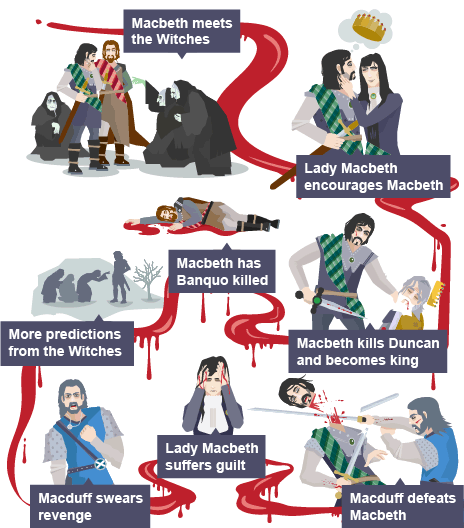 Macbeth meets
the Witches
Lady Macbeth
encourages Macbeth
Macbeth kills Duncan
and becomes king
Macbeth has
Banquo killed
More predictions
from the Witches
Macduff swears
revenge
Lady Macbeth
suffers guilt
Macduff defeats
Macbeth